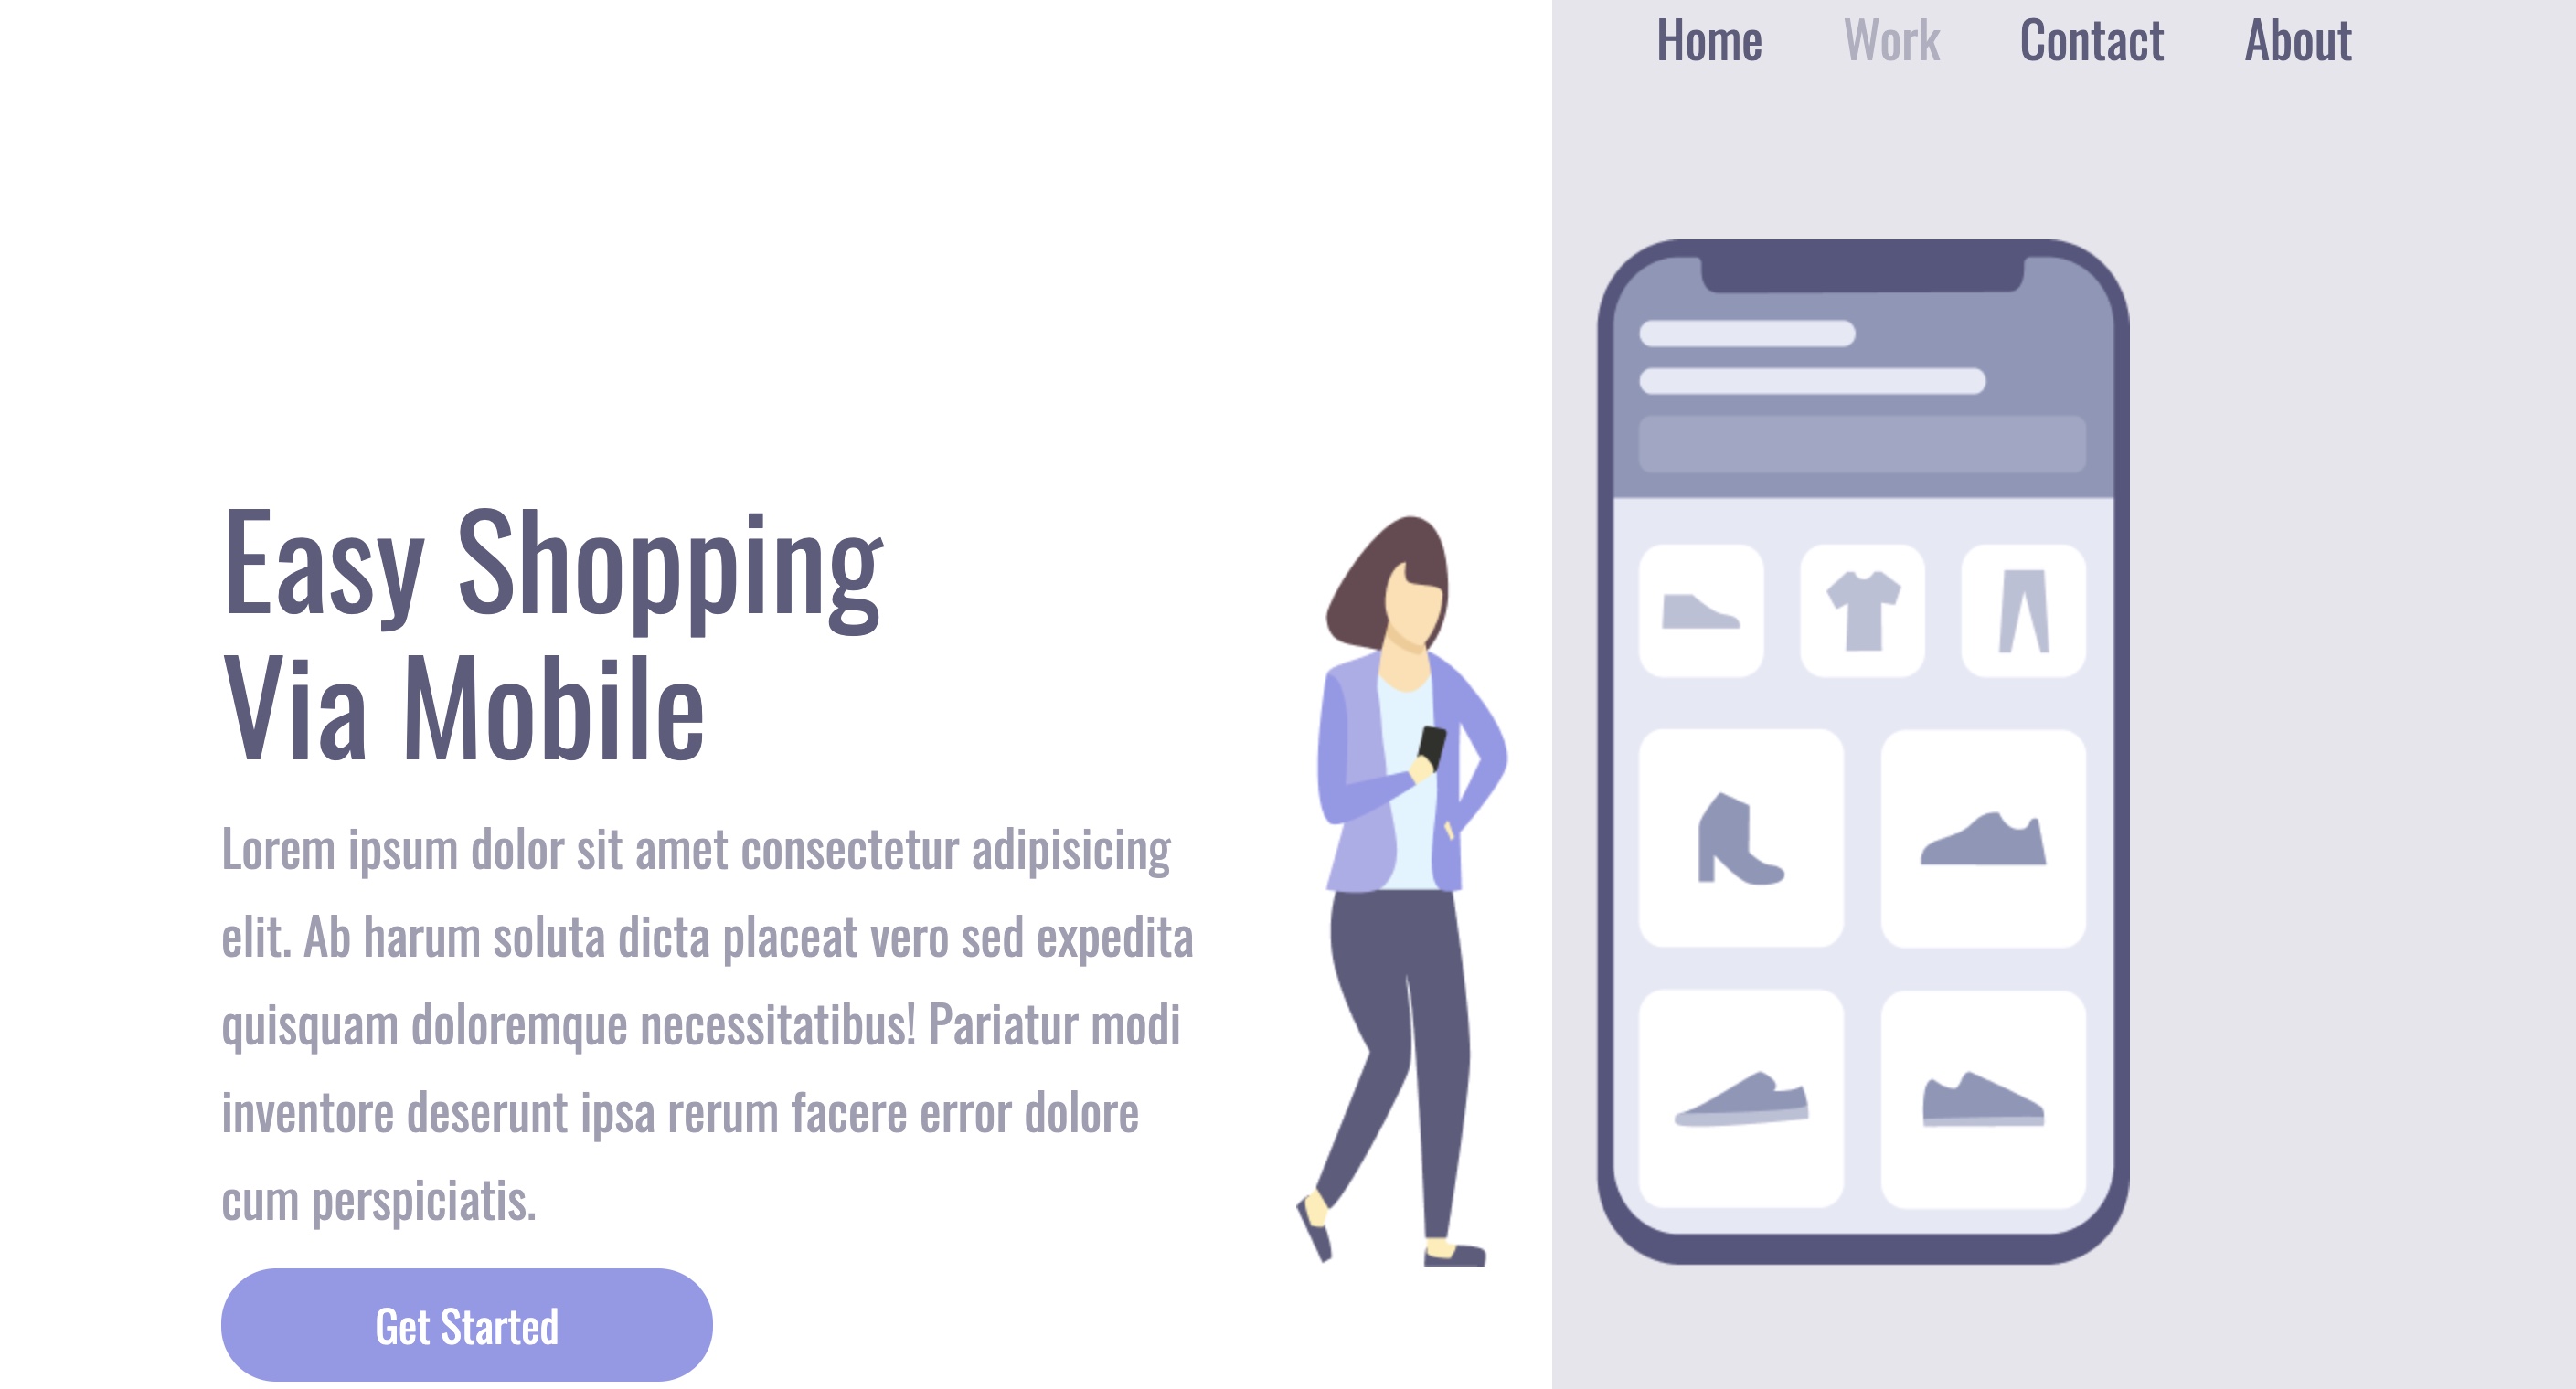 Home Work Contact About
Easy Shopping
Via Mobile
Lorem ipsum dolor sit amet consectetur adipisicing
elit. Ab harum soluta dicta placeat vero sed expedita
quisquam doloremque necessitatibus! Pariatur modi
inventore deserunt ipsa rerum facere error dolore
cum perspiciatis.
Get Started